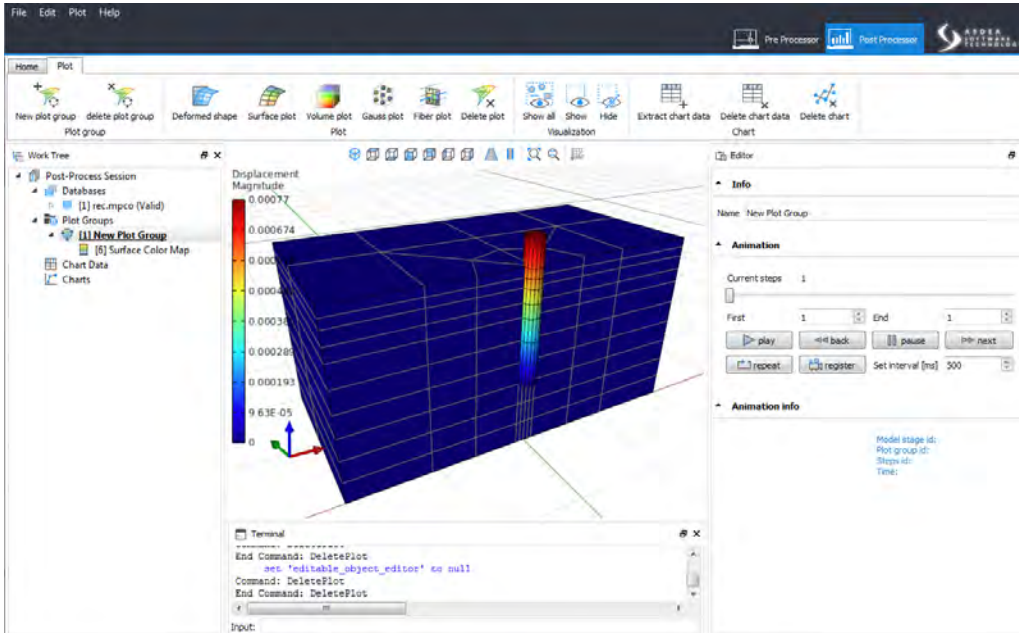 File Edit Plot Help
Pre Processor Post Processor
ASDEA
SOFTWARE
TECHNOLOGY
Home Plot
New plot group delete plot group Deformed shape Surface plot Volume plot Gauss plot Fiber plot Delete plot Show all Show Hide Extract chart data Delete chart data Delete chart
Plot group Plot Visualization Chart
Work Tree
Post-Process Session
Databases
[1] rec.mpco (Valid)
Plot Groups
[1] New Plot Group
[6] Surface Color Map
Chart Data
Charts
Displacement
Magnitude
0.00077
0.000674
0.000289
0.000193
9.63E-05
0
Terminal
End Command: DeletePlot
set 'editable_object_editor' to null
Command: DeletePlot
End Command: DeletePlot
Input:
Editor
Info
Name New Plot Group
Animation
Current steps 1
First 1 End 1
play back pause next
repeat register Set interval [ms] 500
Animation info
Model stage id:
Plot group id:
Steps id:
Time: